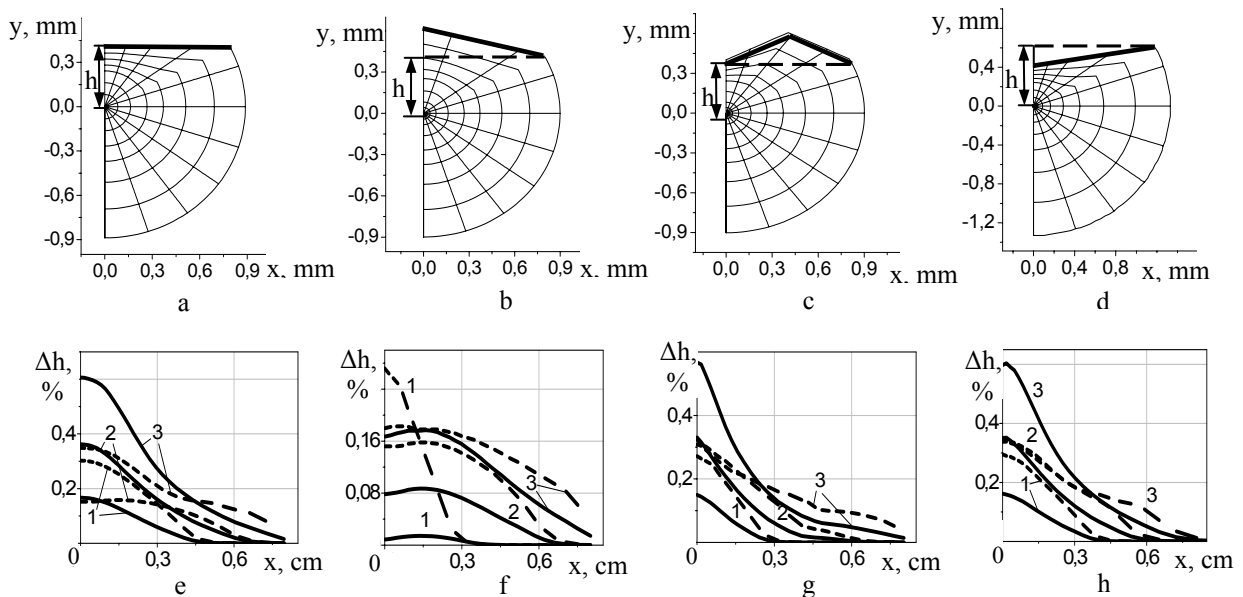 y, mm
0,3
h
0,0
-0,3
-0,6
-0,9
0,0 0,3 0,6 0,9
x, mm
a
y, mm
0,6
0,3
h
0,0
-0,3
-0,6
-0,9
0,0 0,3 0,6 0,9
x, mm
b
y, mm
0,6
0,3
h
0,0
-0,3
-0,6
-0,9
0,0 0,3 0,6 0,9
x, mm
c
y, mm
0,4
h
0,0
-0,4
-0,8
-1,2
0,0 0,4 0,8
x, mm
d
Δh,
%
0,4
0,2
2 3
1
0 0,3 0,6 x, cm
e
Δh,
%
0,16
0,08
1
3
2
1
0 0,3 0,6 x, cm
f
Δh,
%
0,4
0,2
3
1
2
0 0,3 0,6 x, cm
g
Δh,
%
0,4
0,2
3
2
1
3
0 0,3 0,6 x, cm
h